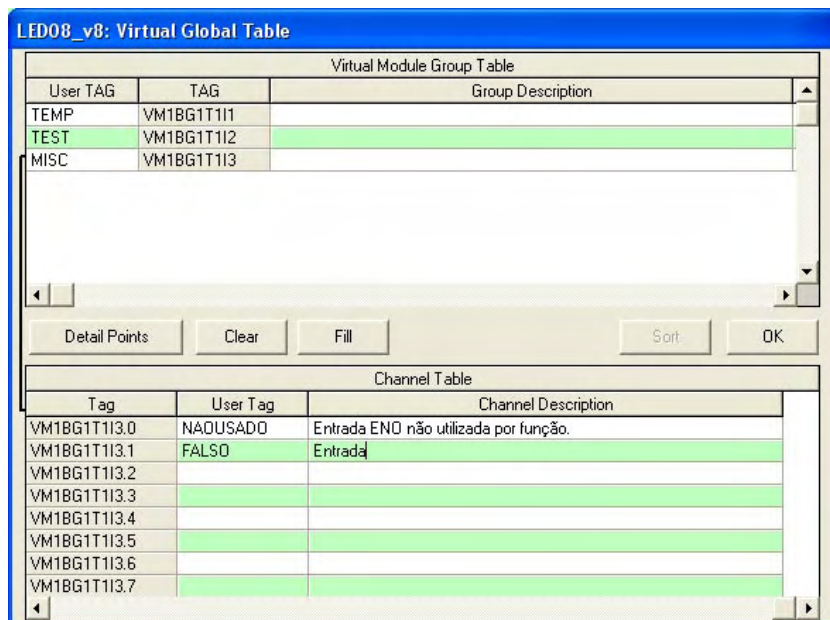 LED08_v8: Virtual Global Table
Virtual Module Group Table
User TAG TAG Group Description
TEMP VM1BG1T1I1
TEST VM1BG1T1I2
MISC VM1BG1T1I3
Detail Points Clear Fill Sort OK
Channel Table
Tag User Tag Channel Description
VM1BG1T1I3.0 NAOUSADO Entrada ENO não utilizada por função.
VM1BG1T1I3.1 FALSO Entrada
VM1BG1T1I3.2
VM1BG1T1I3.3
VM1BG1T1I3.4
VM1BG1T1I3.5
VM1BG1T1I3.6
VM1BG1T1I3.7